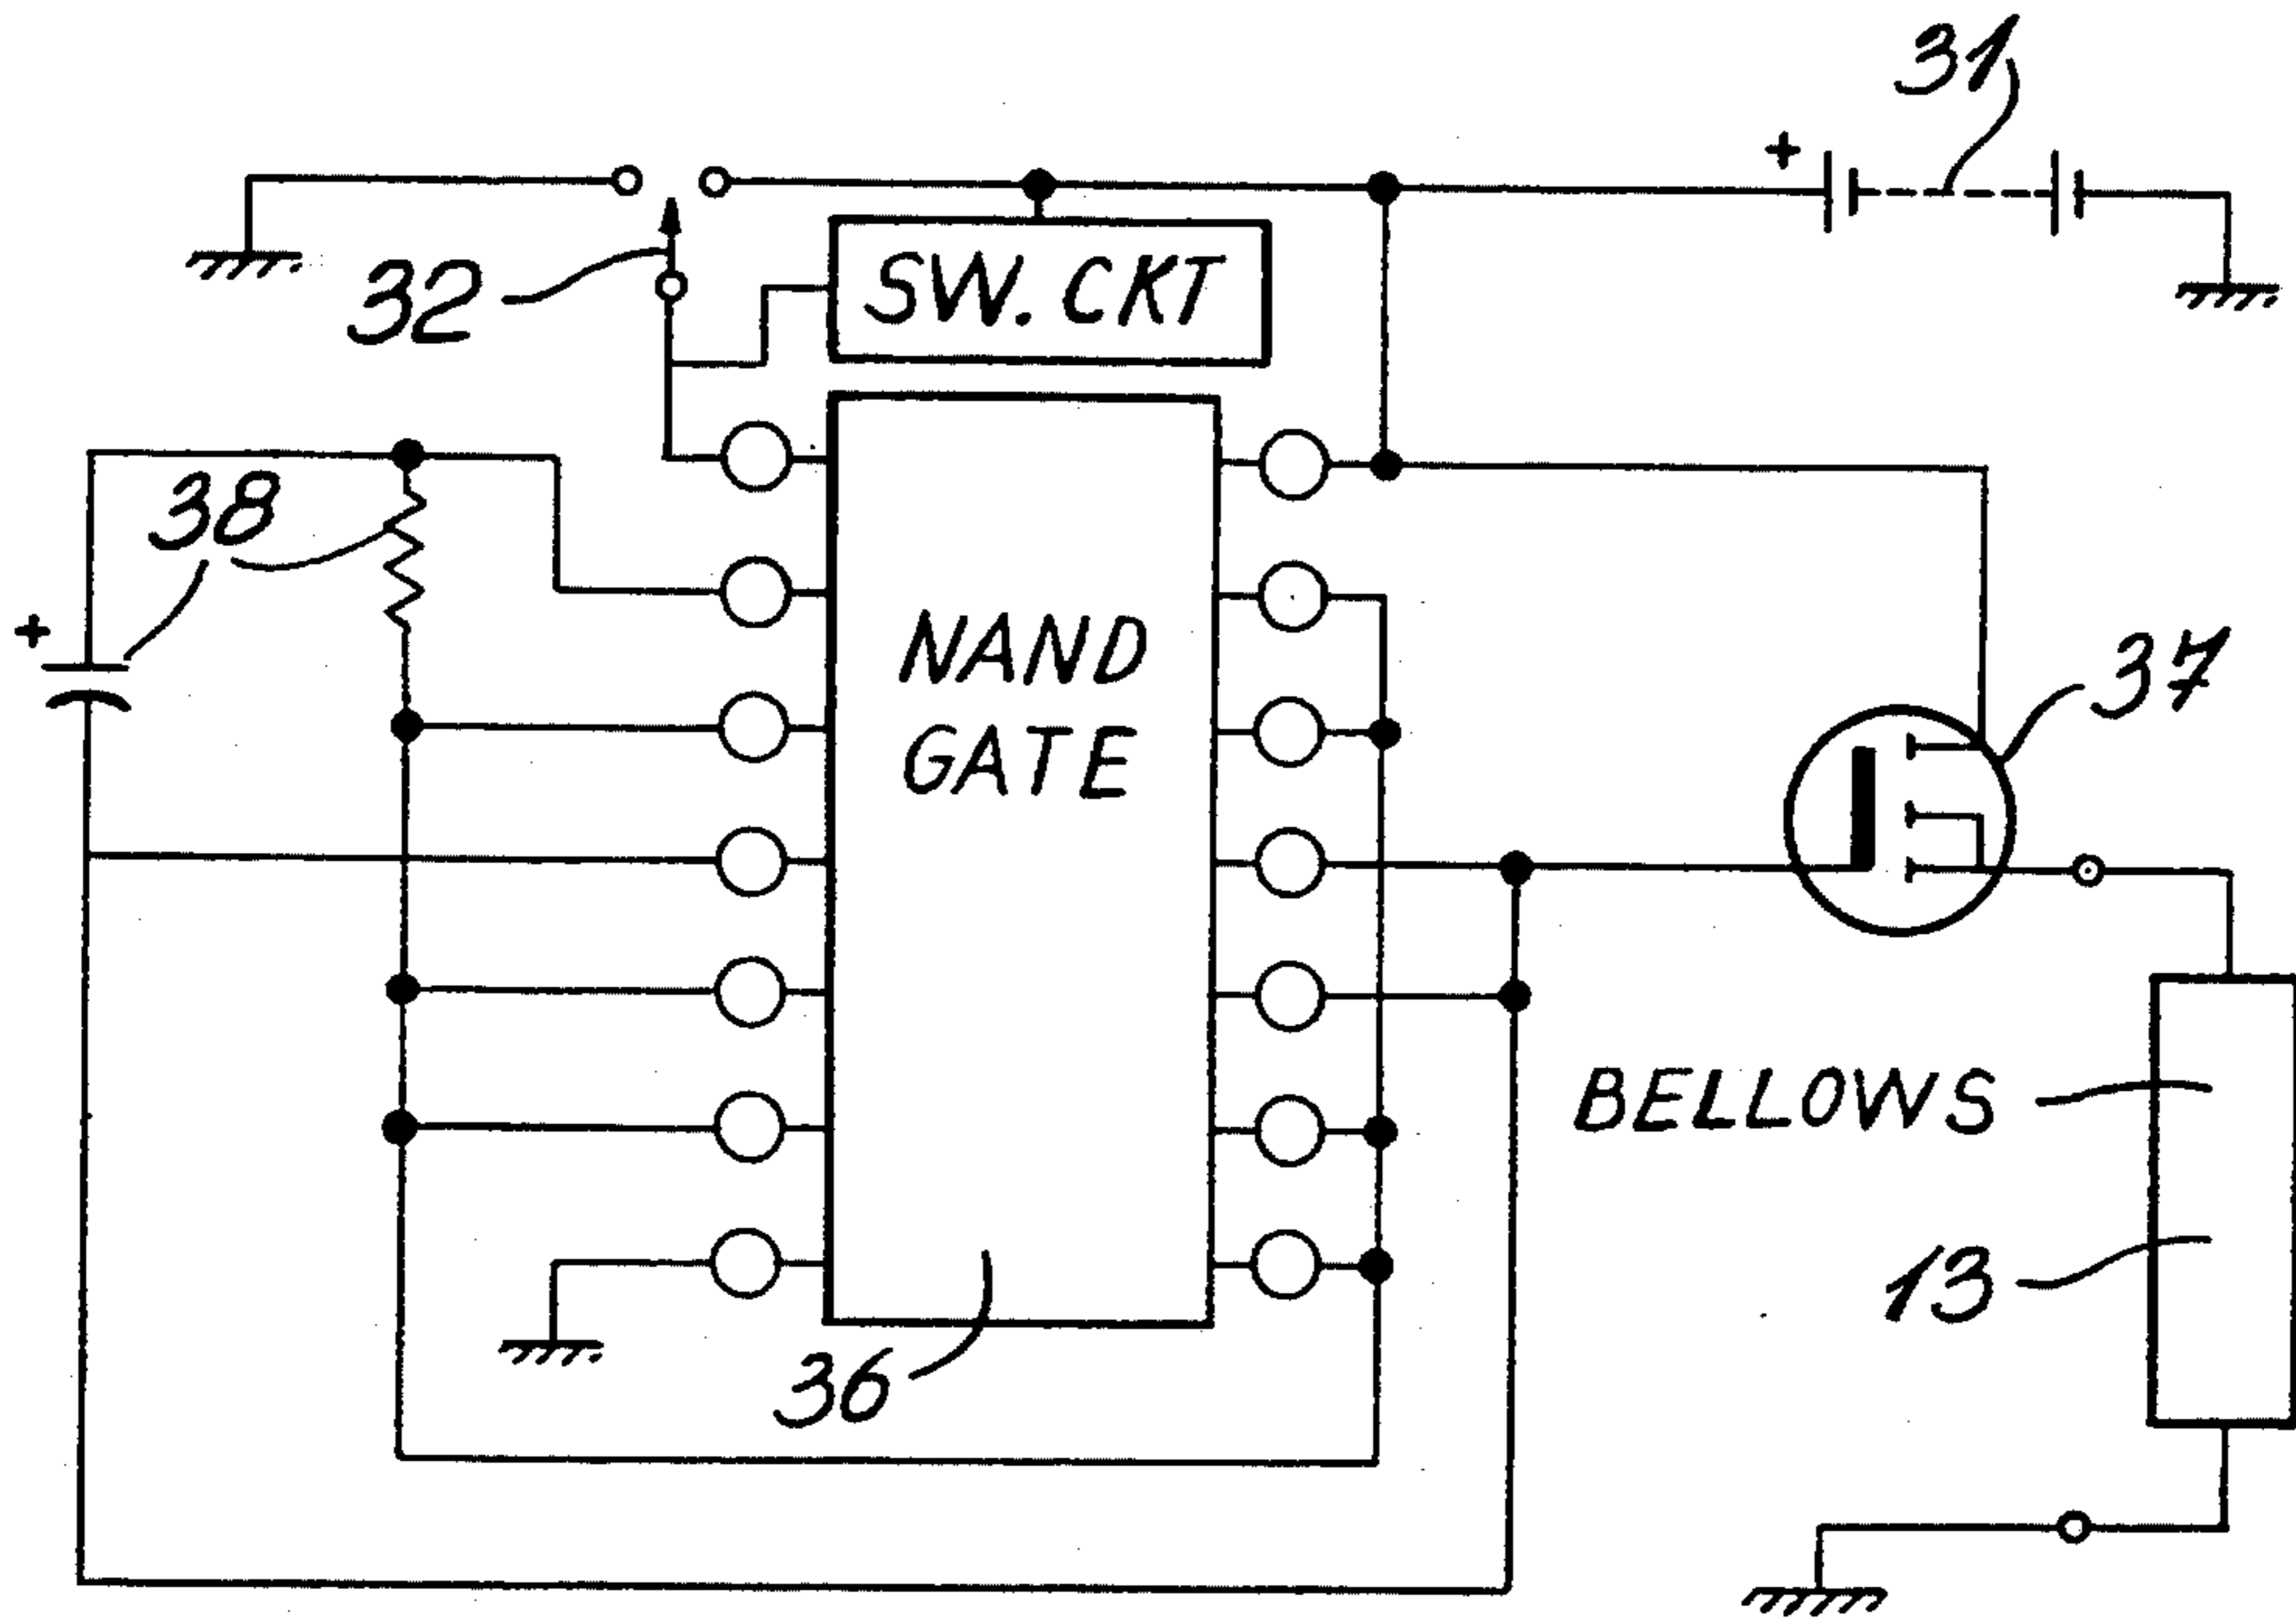 31
+
32
SW. CKT
38
+
NAND
GATE
37
BELLOWS
13
36